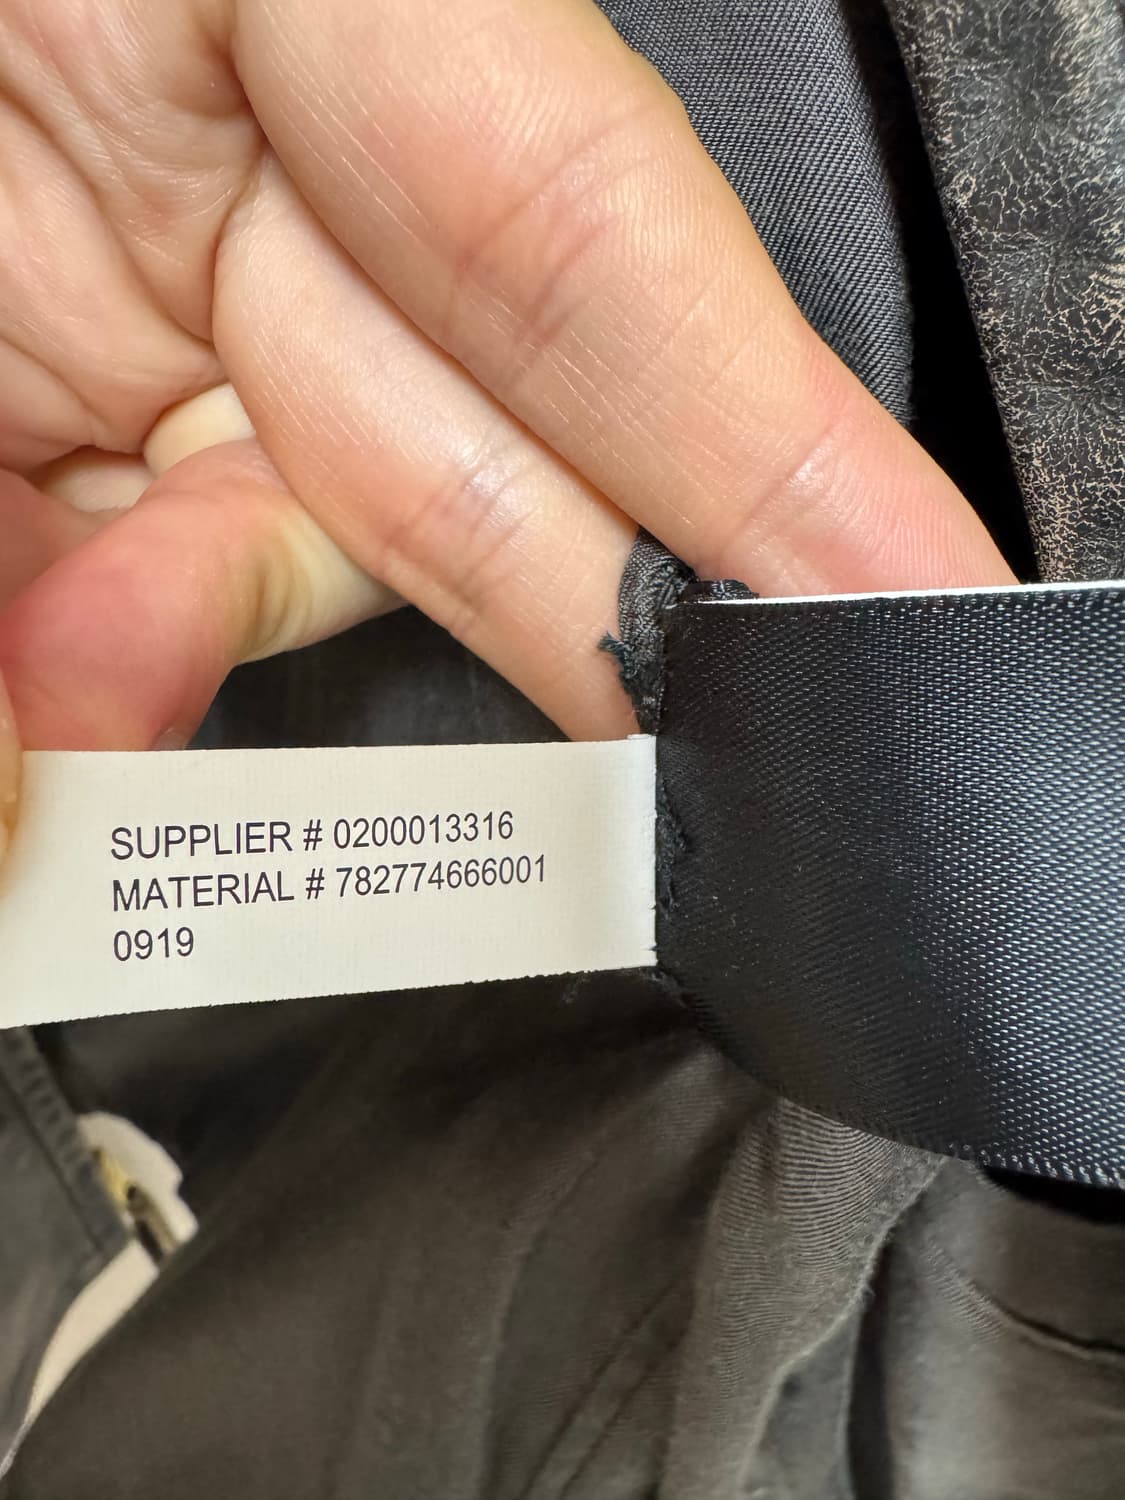 SUPPLIER # 0200013316
MATERIAL # 782774666001
0919